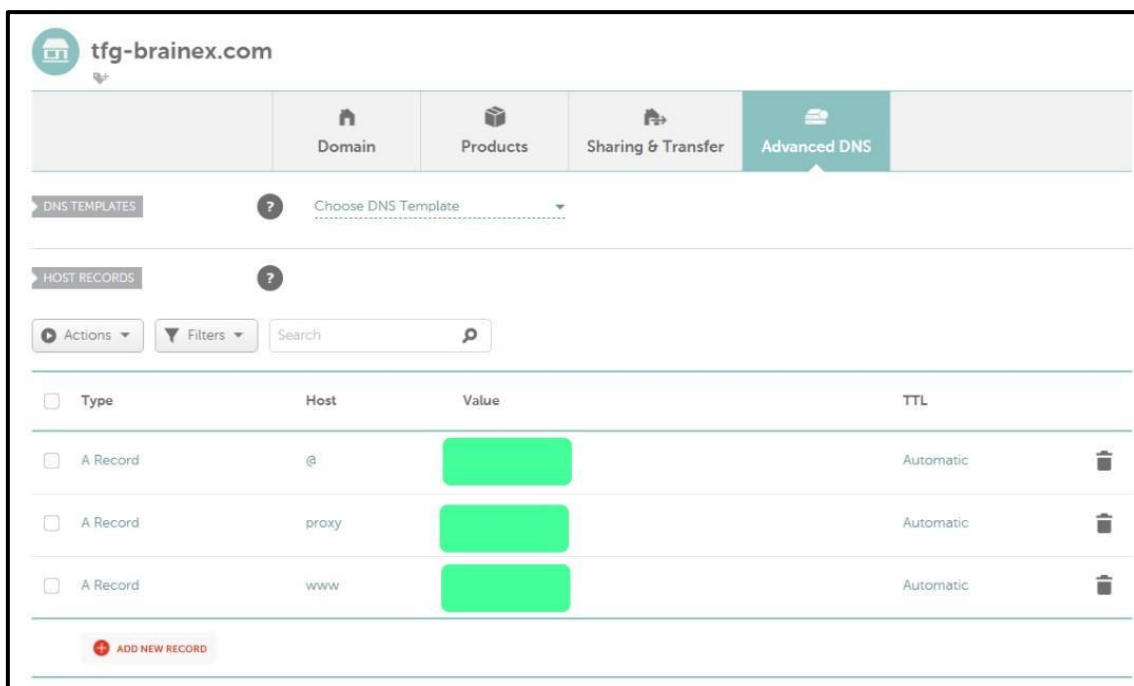 tfg-brainex.com
Domain Products Sharing & Transfer Advanced DNS
DNS TEMPLATES ? Choose DNS Template
HOST RECORDS ?
Actions Filters Search
Type Host Value TTL
A Record @ Automatic
A Record proxy Automatic
A Record www Automatic
ADD NEW RECORD